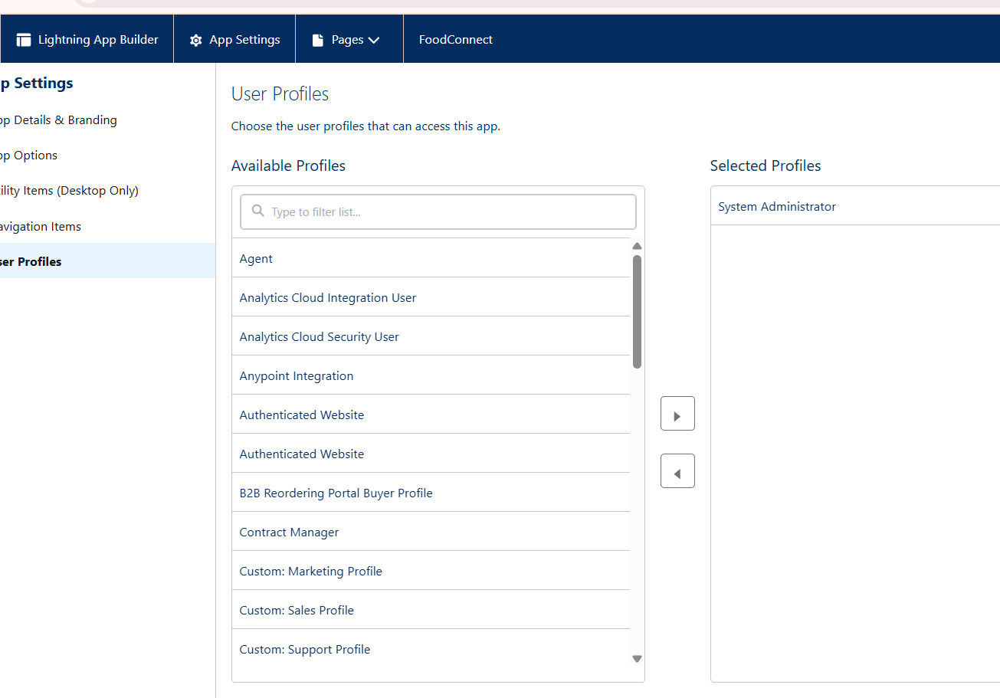 Lightning App Builder
App Settings
Pages
FoodConnect
p Settings
pp Details & Branding
pp Options
ility Items (Desktop Only)
avigation Items
ser Profiles
User Profiles
Choose the user profiles that can access this app.
Available Profiles
Type to filter list...
Agent
Analytics Cloud Integration User
Analytics Cloud Security User
Anypoint Integration
Authenticated Website
Authenticated Website
B2B Reordering Portal Buyer Profile
Contract Manager
Custom: Marketing Profile
Custom: Sales Profile
Custom: Support Profile
Selected Profiles
System Administrator